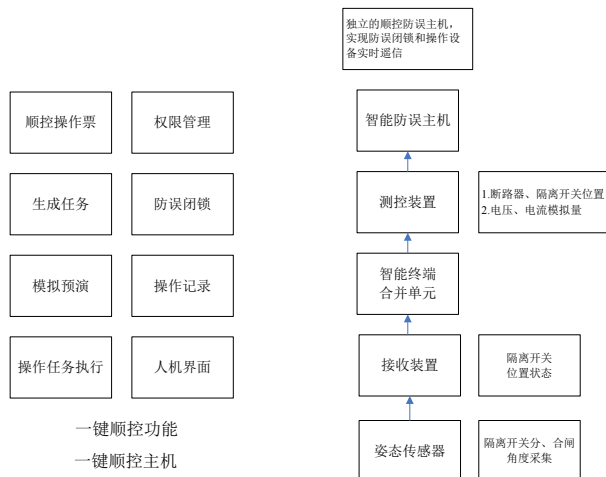 独立的顺控防误主机，
实现防误闭锁和操作设
备实时遥信
顺控操作票
权限管理
生成任务
防误闭锁
模拟预演
操作记录
操作任务执行
人机界面
一键顺控功能
一键顺控主机
智能防误主机
测控装置
1.断路器、隔离开关位置
2.电压、电流模拟量
智能终端
合并单元
接收装置
隔离开关
位置状态
姿态传感器
隔离开关分、合闸
角度采集